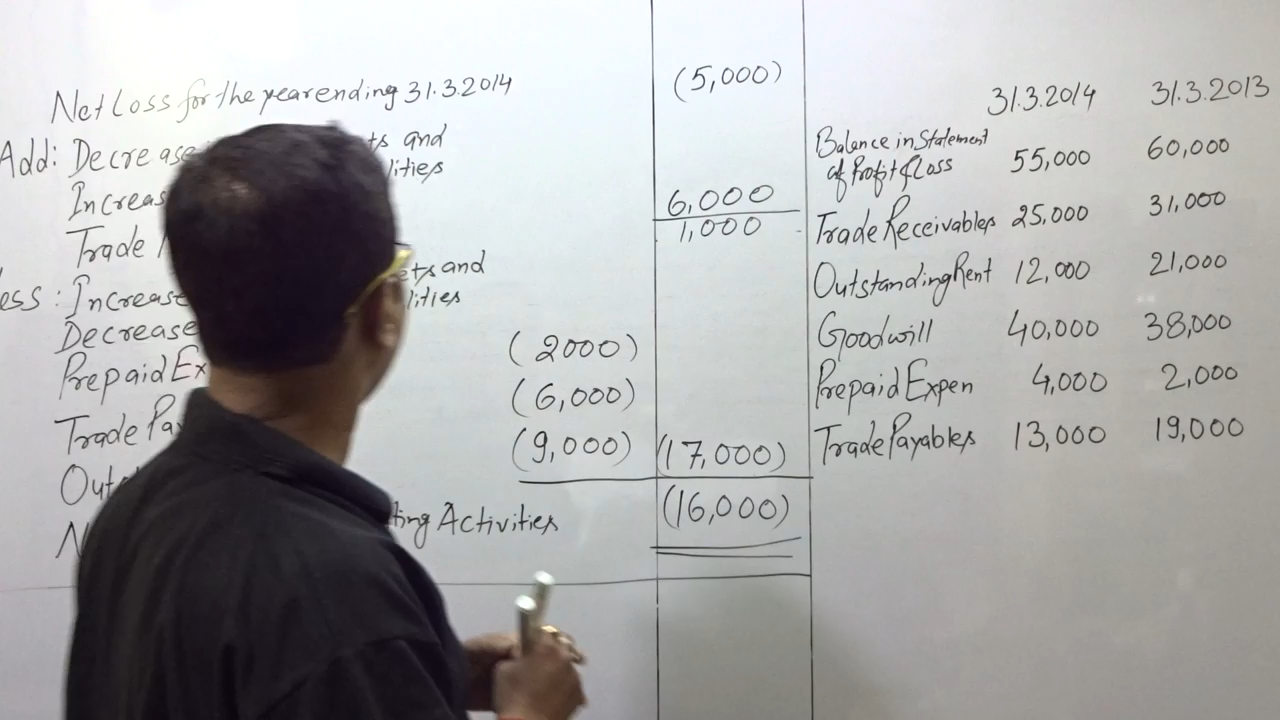 Net Loss for the year ending 31.3.2014 (5,000)
Add: Decrease and
Increas
6,000
Trade 1,000
ess : Increase and
Decrease
Prepaid Ex (2000)
Trade Pa (6,000)
Out (9,000) (17,000)
ting Activities (16,000)
31.3.2014 31.3.2013
Balance in Statement
of Profit & Loss 55,000 60,000
Trade Receivables 25,000 31,000
Outstanding Rent 12,000 21,000
Goodwill 40,000 38,000
Prepaid Expen 4,000 2,000
Trade Payables 13,000 19,000